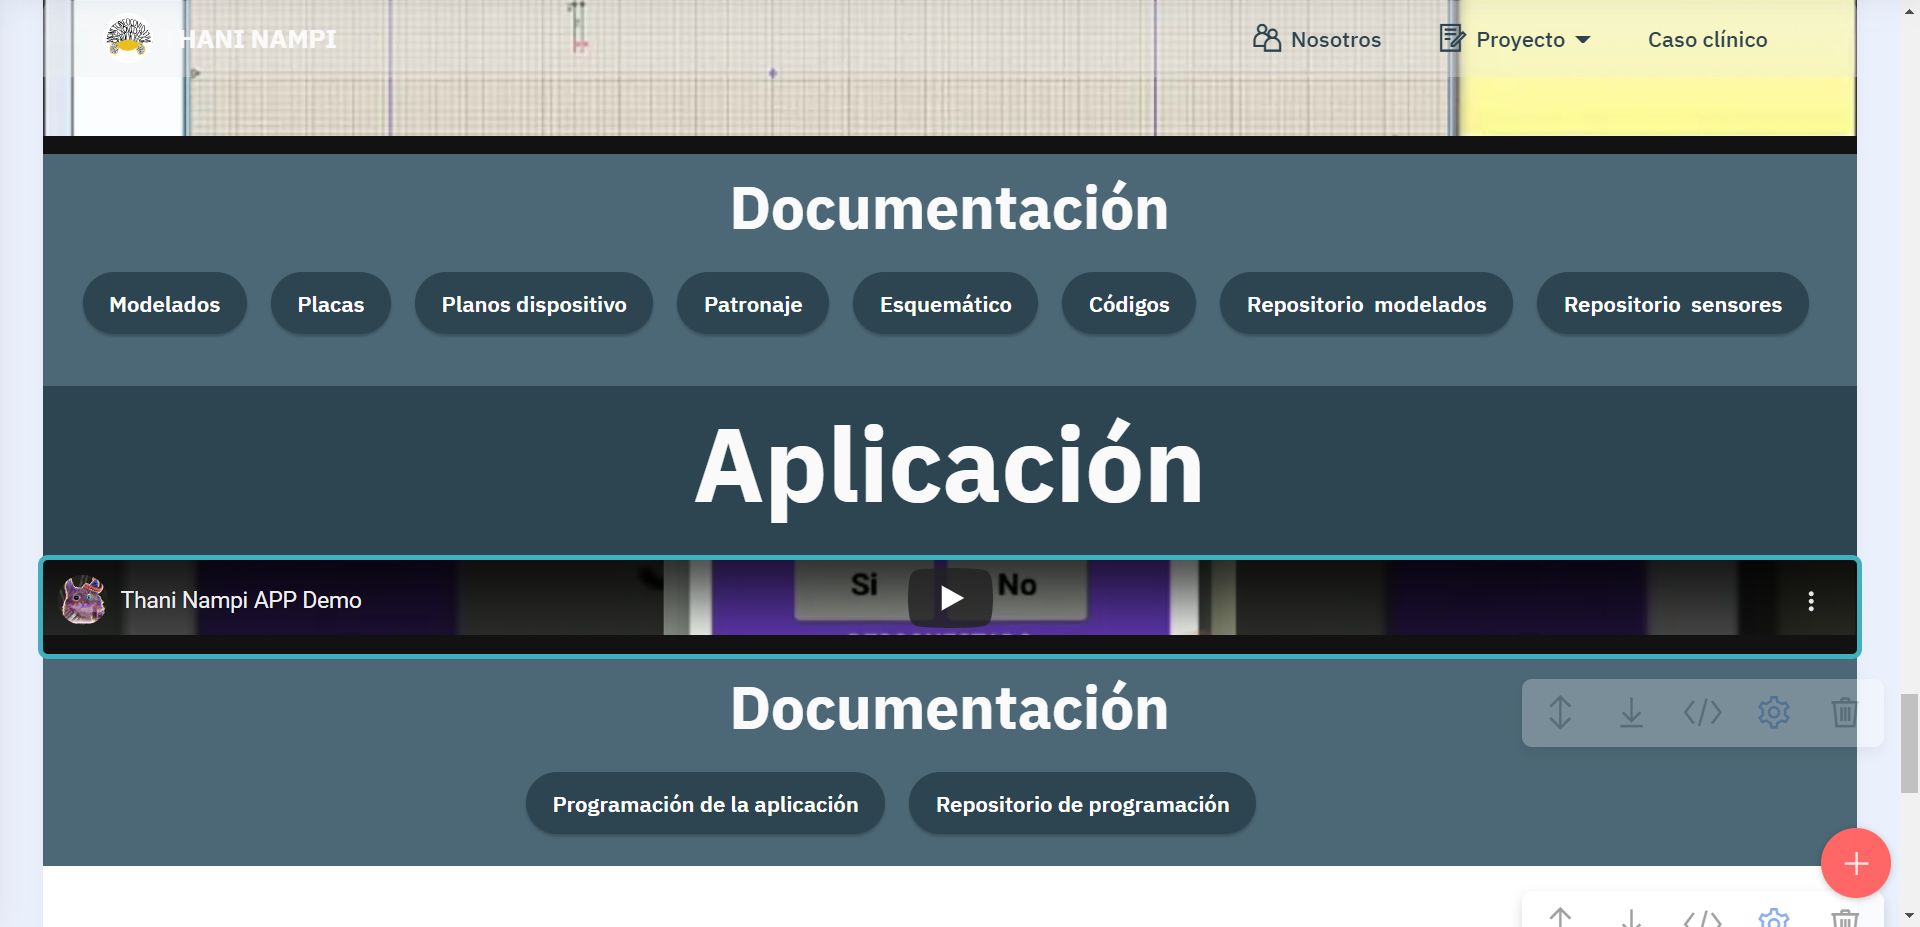 THANI NAMPI
Nosotros
Proyecto
Caso clínico
Documentación
Modelados
Placas
Planos dispositivo
Patronaje
Esquemático
Códigos
Repositorio modelados
Repositorio sensores
Aplicación
Thani Nampi APP Demo
Si
No
Documentación
Programación de la aplicación
Repositorio de programación